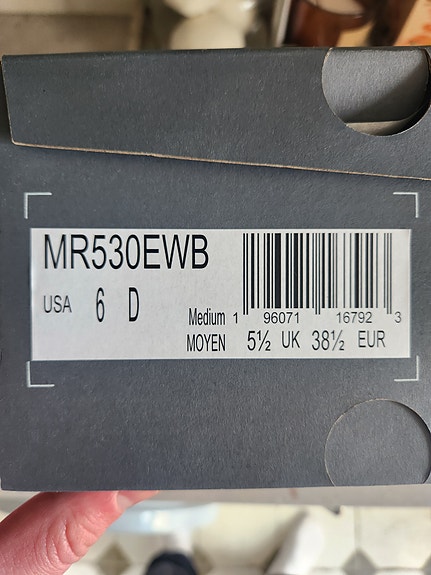 MR530EWB
USA 6 D
Medium 1 96071 16792 3
MOYEN 5½ UK 38½ EUR